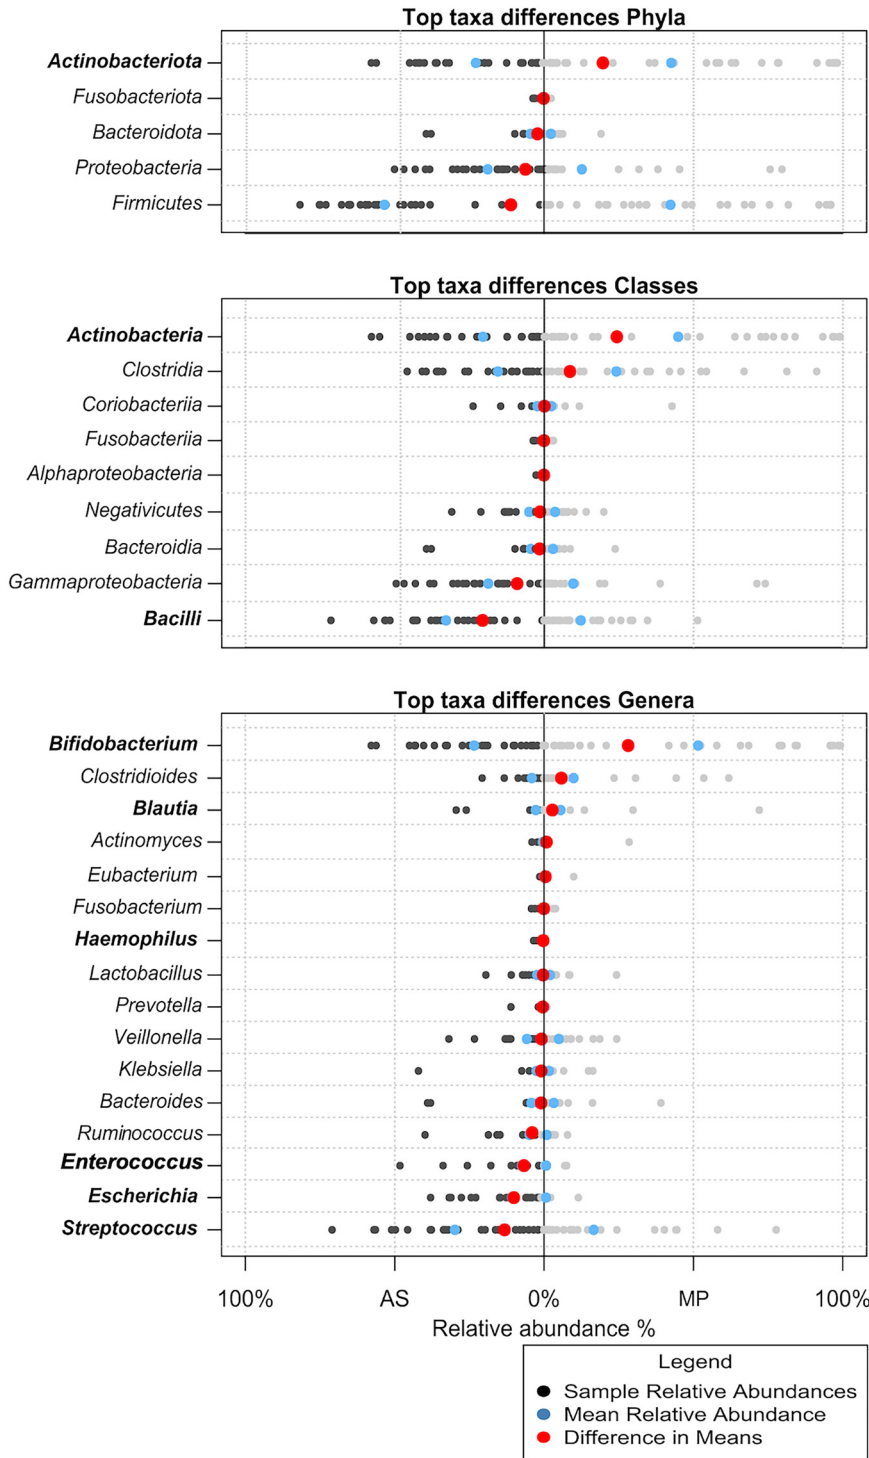 Top taxa differences Phyla
Actinobacteriota
Fusobacteriota
Bacteroidota
Proteobacteria
Firmicutes
Top taxa differences Classes
Actinobacteria
Clostridia
Coriobacteriia
Fusobacteriia
Alphaproteobacteria
Negativicutes
Bacteroidia
Gammaproteobacteria
Bacilli
Top taxa differences Genera
Bifidobacterium
Clostridioides
Blautia
Actinomyces
Eubacterium
Fusobacterium
Haemophilus
Lactobacillus
Prevotella
Veillonella
Klebsiella
Bacteroides
Ruminococcus
Enterococcus
Escherichia
Streptococcus
100% AS 0% MP 100%
Relative abundance %
Legend
Sample Relative Abundances
Mean Relative Abundance
Difference in Means